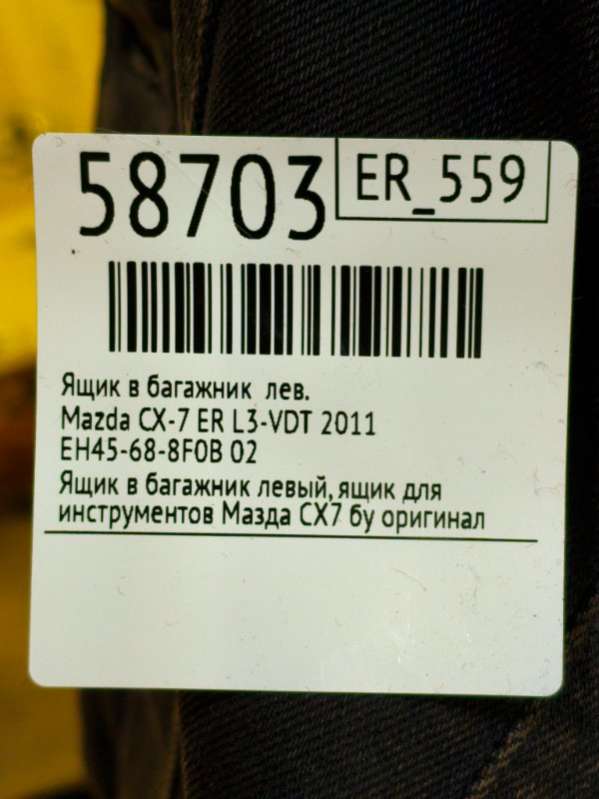 58703
ER_559
Ящик в багажник лев.
Mazda CX-7 ER L3-VDT 2011
EH45-68-8F0B 02
Ящик в багажник левый, ящик для
инструментов Мазда СХ7 бу оригинал